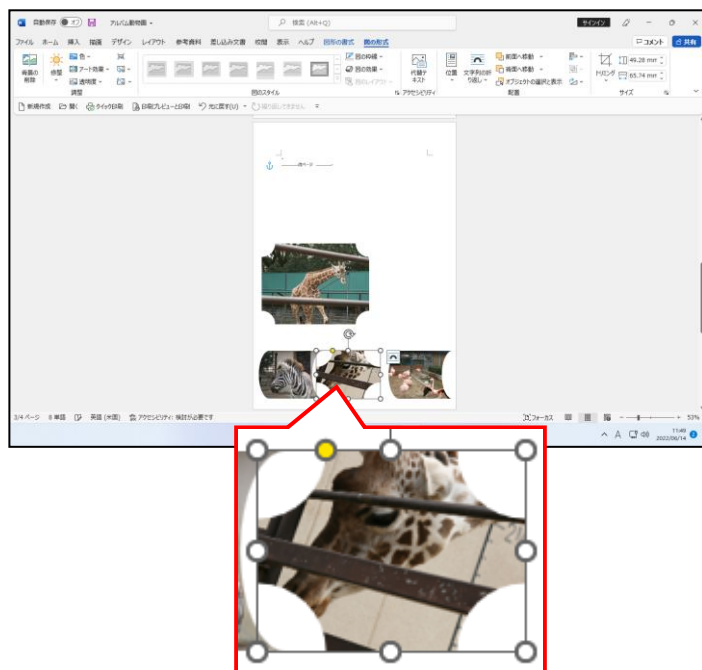 自動保存 オフ アルバム動物園 検索 (Alt+Q) サインイン
ファイル ホーム 挿入 描画 デザイン レイアウト 参考資料 差し込み文書 校閲 表示 ヘルプ 図形の書式 図の形式 コメント 共有
背景の削除 修整 色 アート効果 透明度 図の枠線 図の効果 図のレイアウト 代替テキスト 位置 文字列の折り返し 前面へ移動 背面へ移動 オブジェクトの選択と表示 トリミング 49.28 mm 65.74 mm
調整 図のスタイル アクセシビリティ 配置 サイズ
新規作成 開く クイック印刷 印刷プレビューと印刷 元に戻す(U) 繰り返しできません
3/4 ページ 8 単語 英語 (米国) アクセシビリティ: 検討が必要です フォーカス 53%
A 11:49
2022/06/14